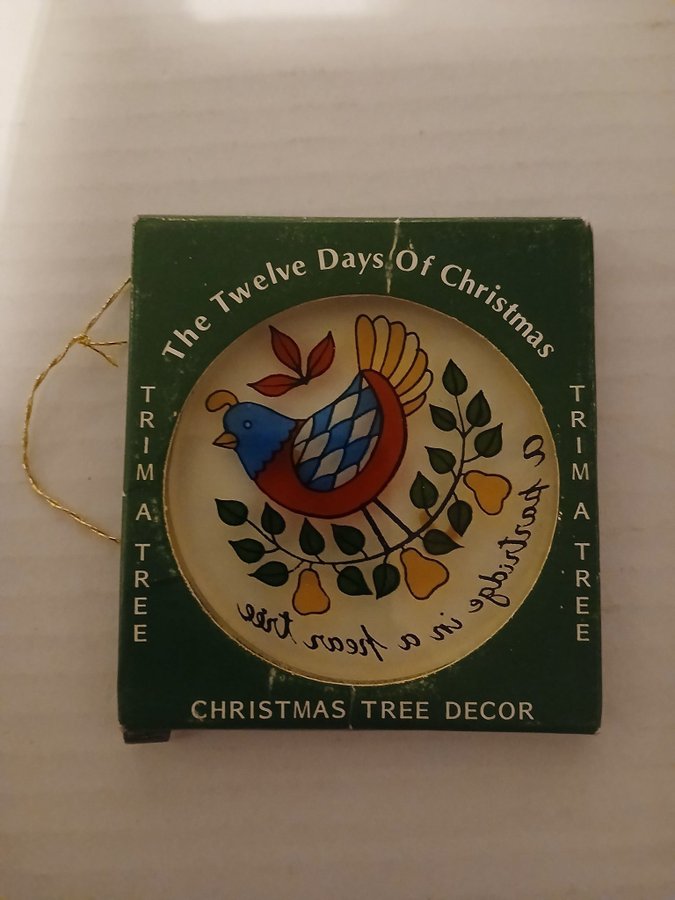 The Twelve Days Of Christmas
TRIM A TREE
TRIM A TREE
a partridge in a pear tree
CHRISTMAS TREE DECOR